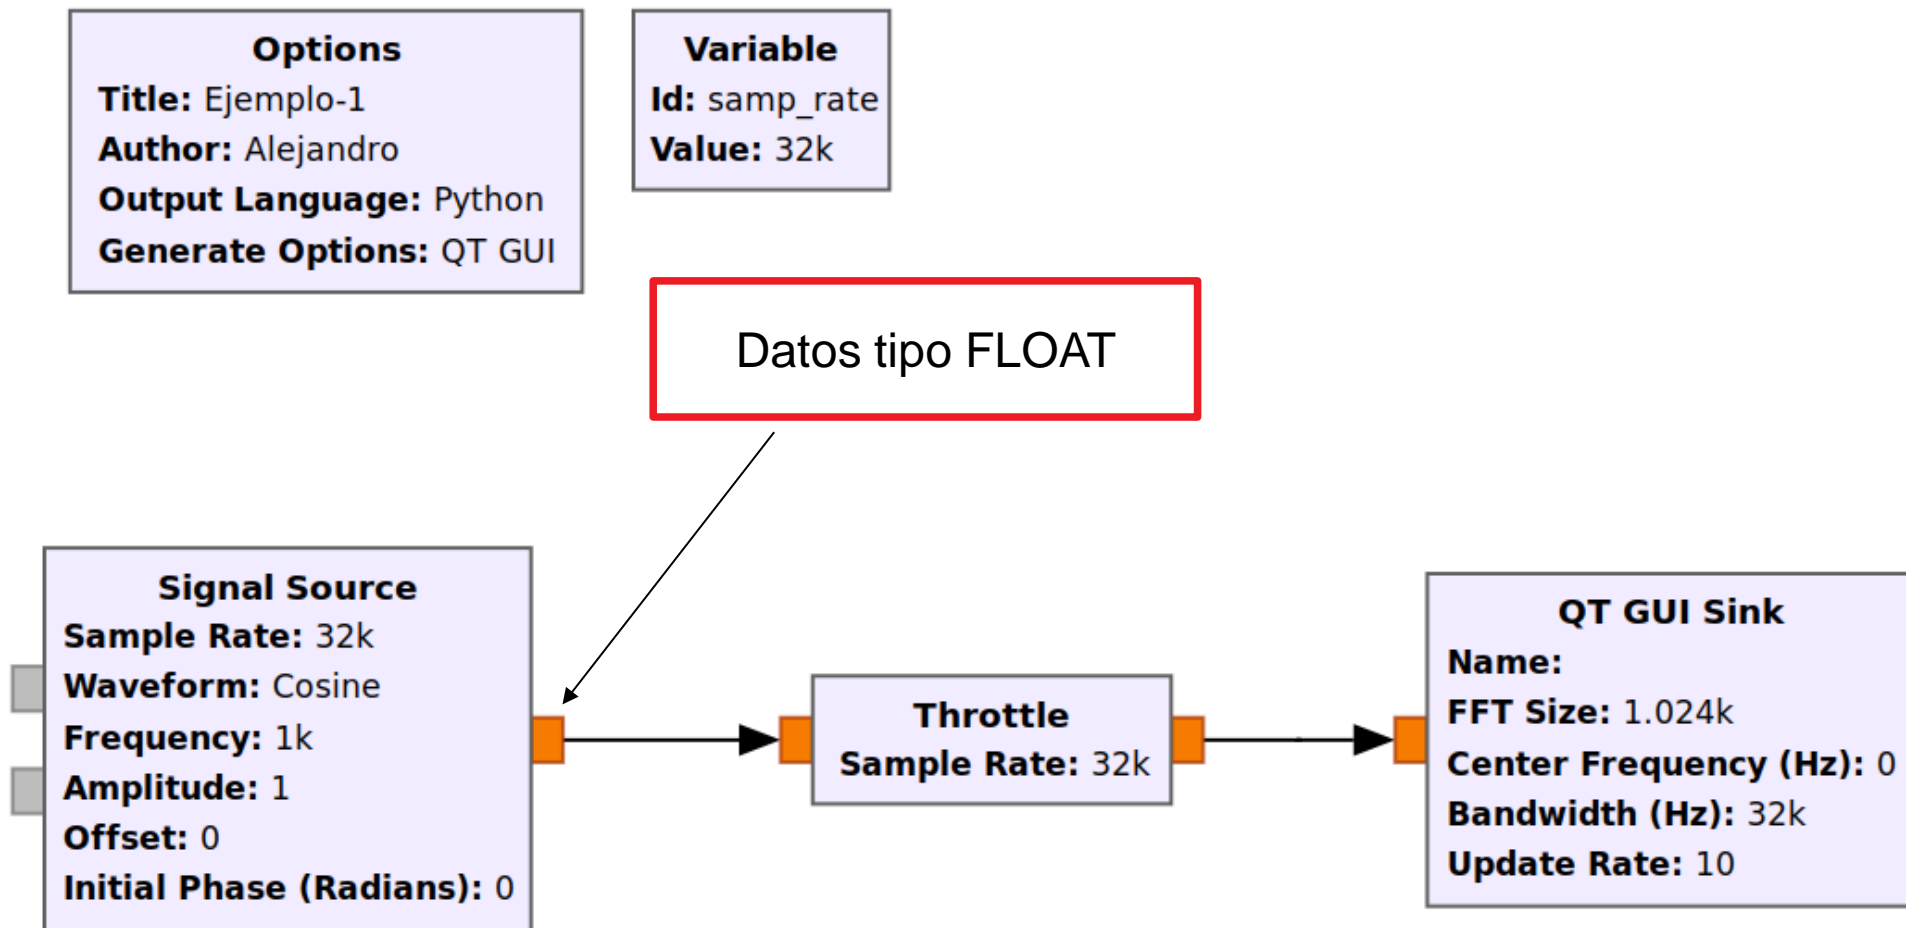 Options
Title: Ejemplo-1
Author: Alejandro
Output Language: Python
Generate Options: QT GUI
Variable
Id: samp_rate
Value: 32k
Datos tipo FLOAT
Signal Source
Sample Rate: 32k
Waveform: Cosine
Frequency: 1k
Amplitude: 1
Offset: 0
Initial Phase (Radians): 0
Throttle
Sample Rate: 32k
QT GUI Sink
Name:
FFT Size: 1.024k
Center Frequency (Hz): 0
Bandwidth (Hz): 32k
Update Rate: 10